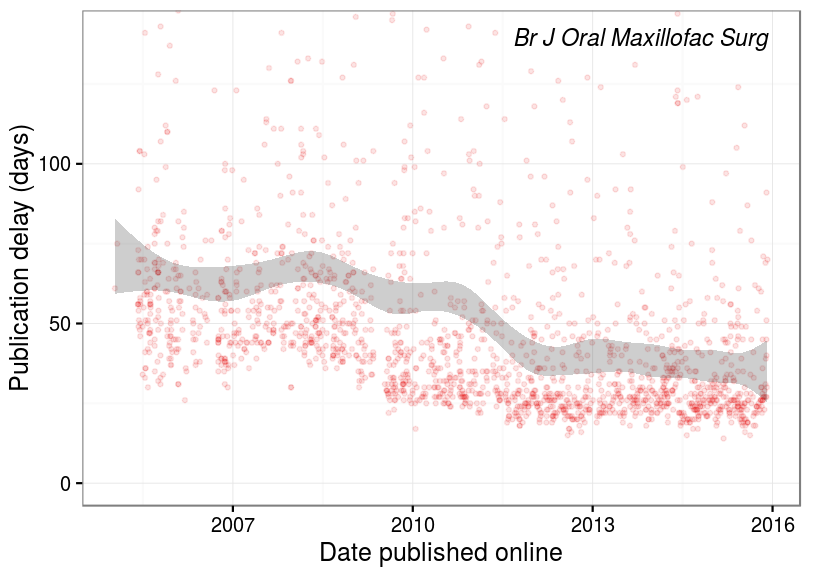 Br J Oral Maxillofac Surg
Publication delay (days)
100
50
0
2007 2010 2013 2016
Date published online